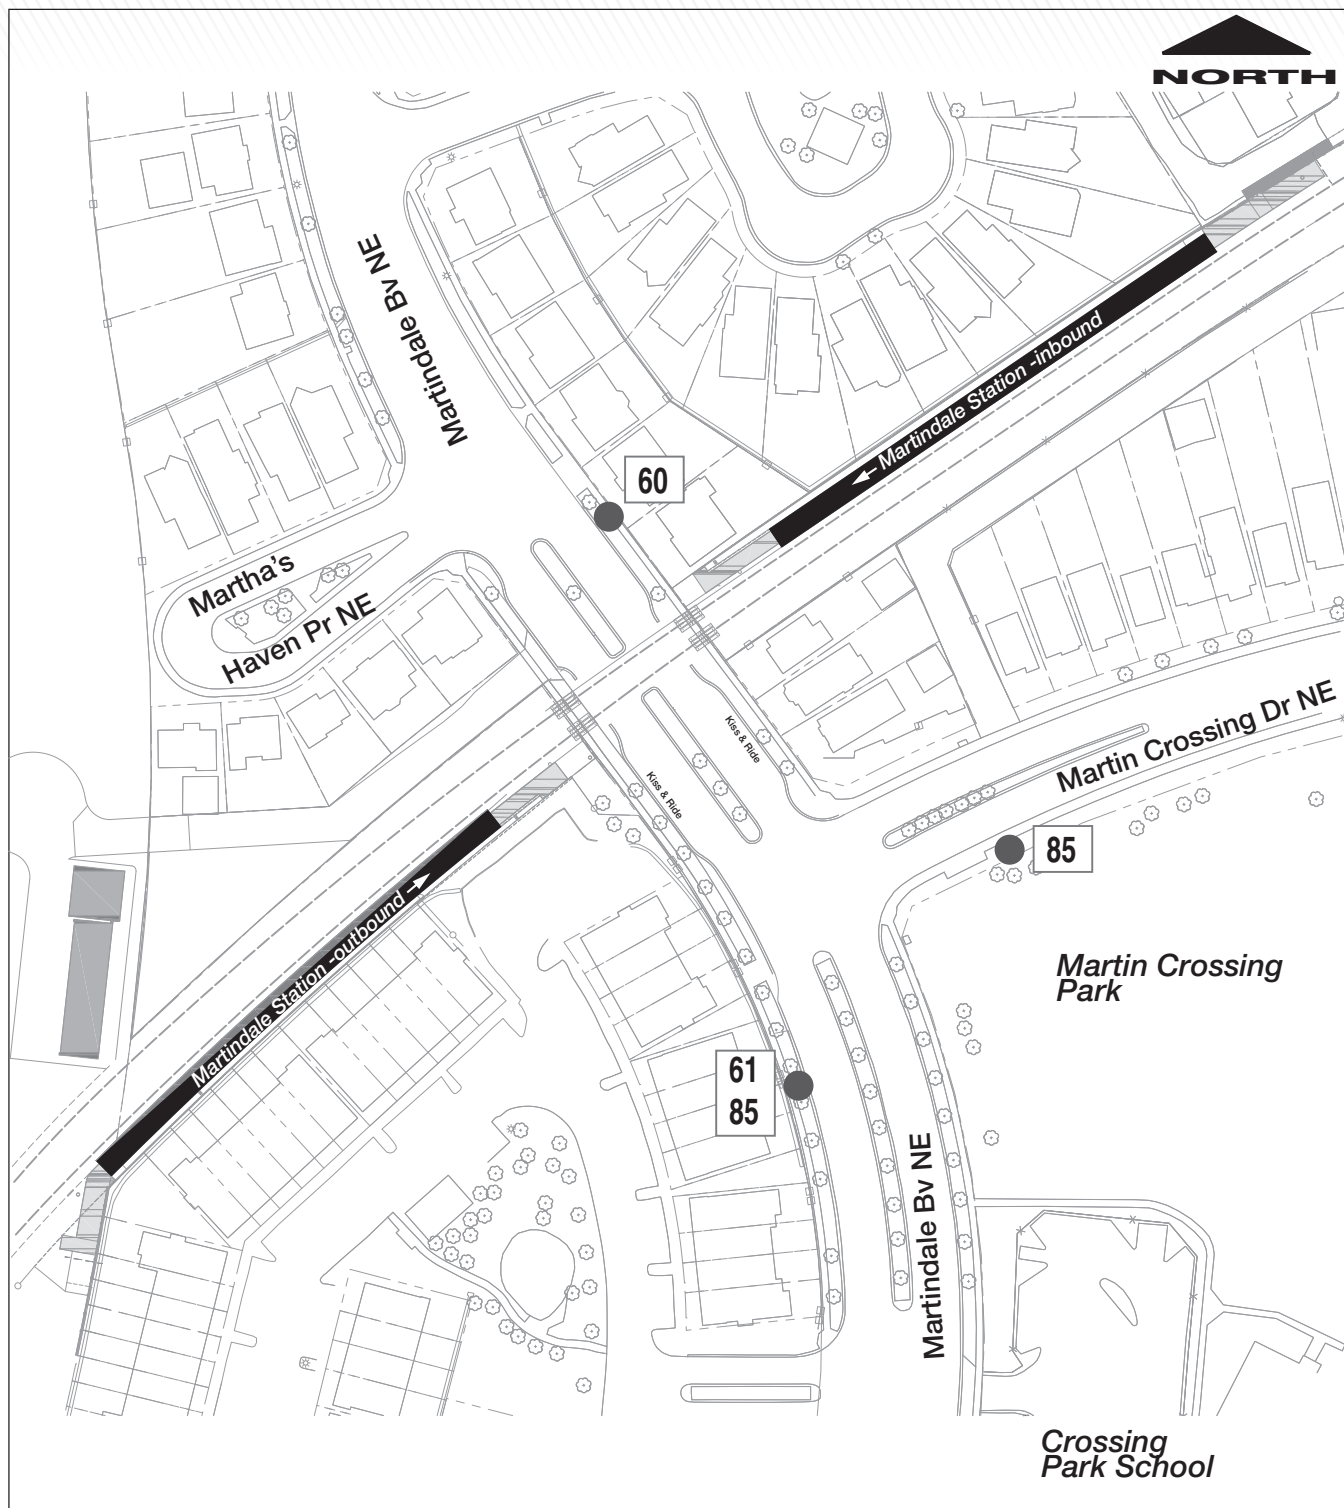 NORTH
Martindale Bv NE
Martindale Station -inbound
60
Martha's
Haven Pr NE
Kiss & Ride
Kiss & Ride
Martin Crossing Dr NE
85
Martindale Station -outbound
Martin Crossing
Park
61
85
Martindale Bv NE
Crossing
Park School